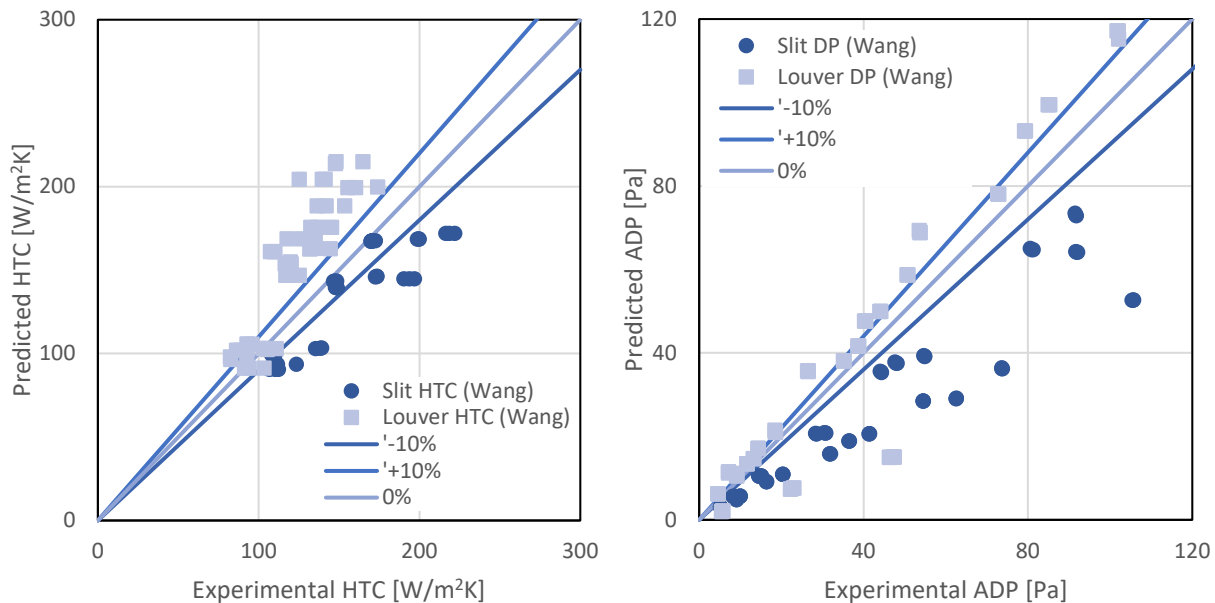 300
200
100
0
Predicted HTC [W/m²K]
Slit HTC (Wang)
Louver HTC (Wang)
'-10%
'+10%
0%
0 100 200 300
Experimental HTC [W/m²K]
120
80
40
0
Predicted ADP [Pa]
Slit DP (Wang)
Louver DP (Wang)
'-10%
'+10%
0%
0 40 80 120
Experimental ADP [Pa]